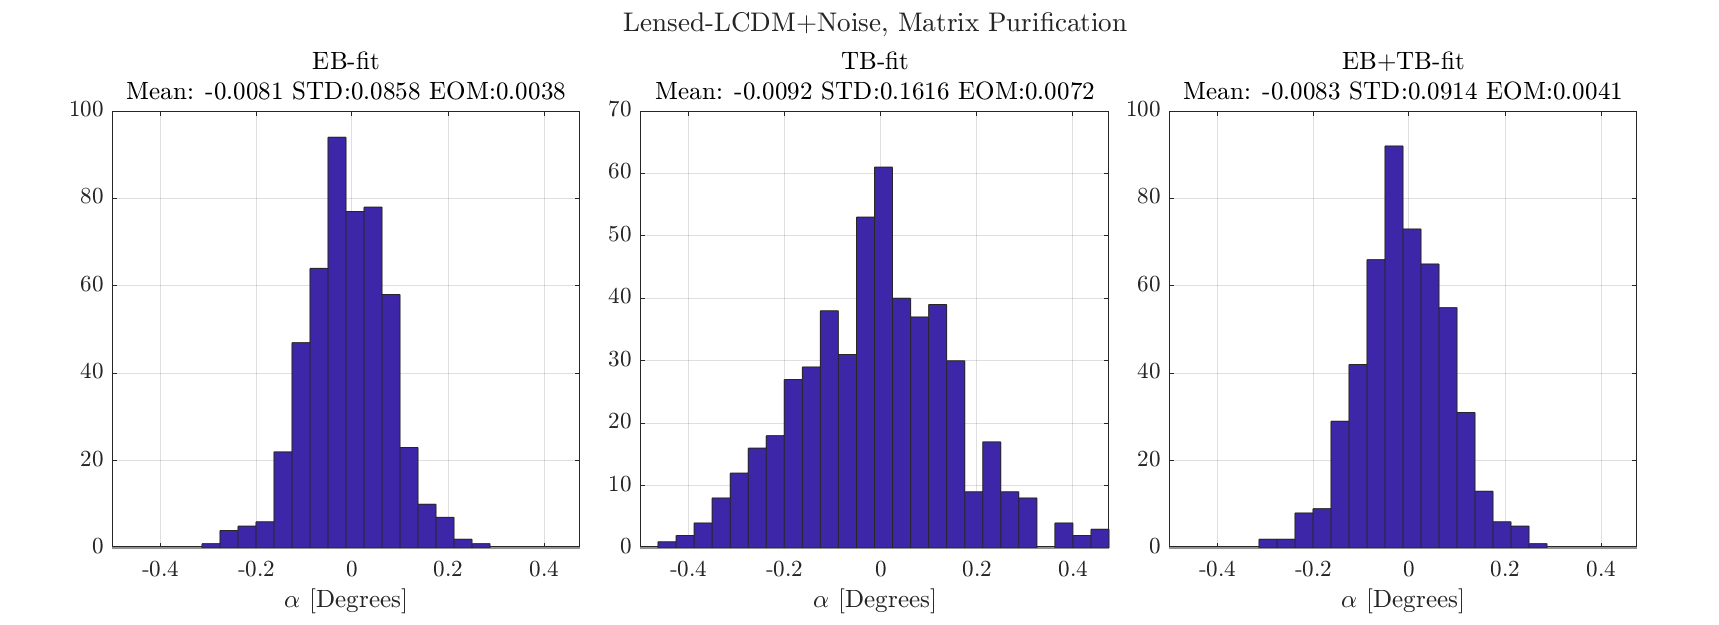 Lensed-LCDM+Noise, Matrix Purification
EB-fit
Mean: -0.0081 STD:0.0858 EOM:0.0038
100
80
60
40
20
0
-0.4 -0.2 0 0.2 0.4
α [Degrees]
TB-fit
Mean: -0.0092 STD:0.1616 EOM:0.0072
70
60
50
40
30
20
10
0
-0.4 -0.2 0 0.2 0.4
α [Degrees]
EB+TB-fit
Mean: -0.0083 STD:0.0914 EOM:0.0041
100
80
60
40
20
0
-0.4 -0.2 0 0.2 0.4
α [Degrees]